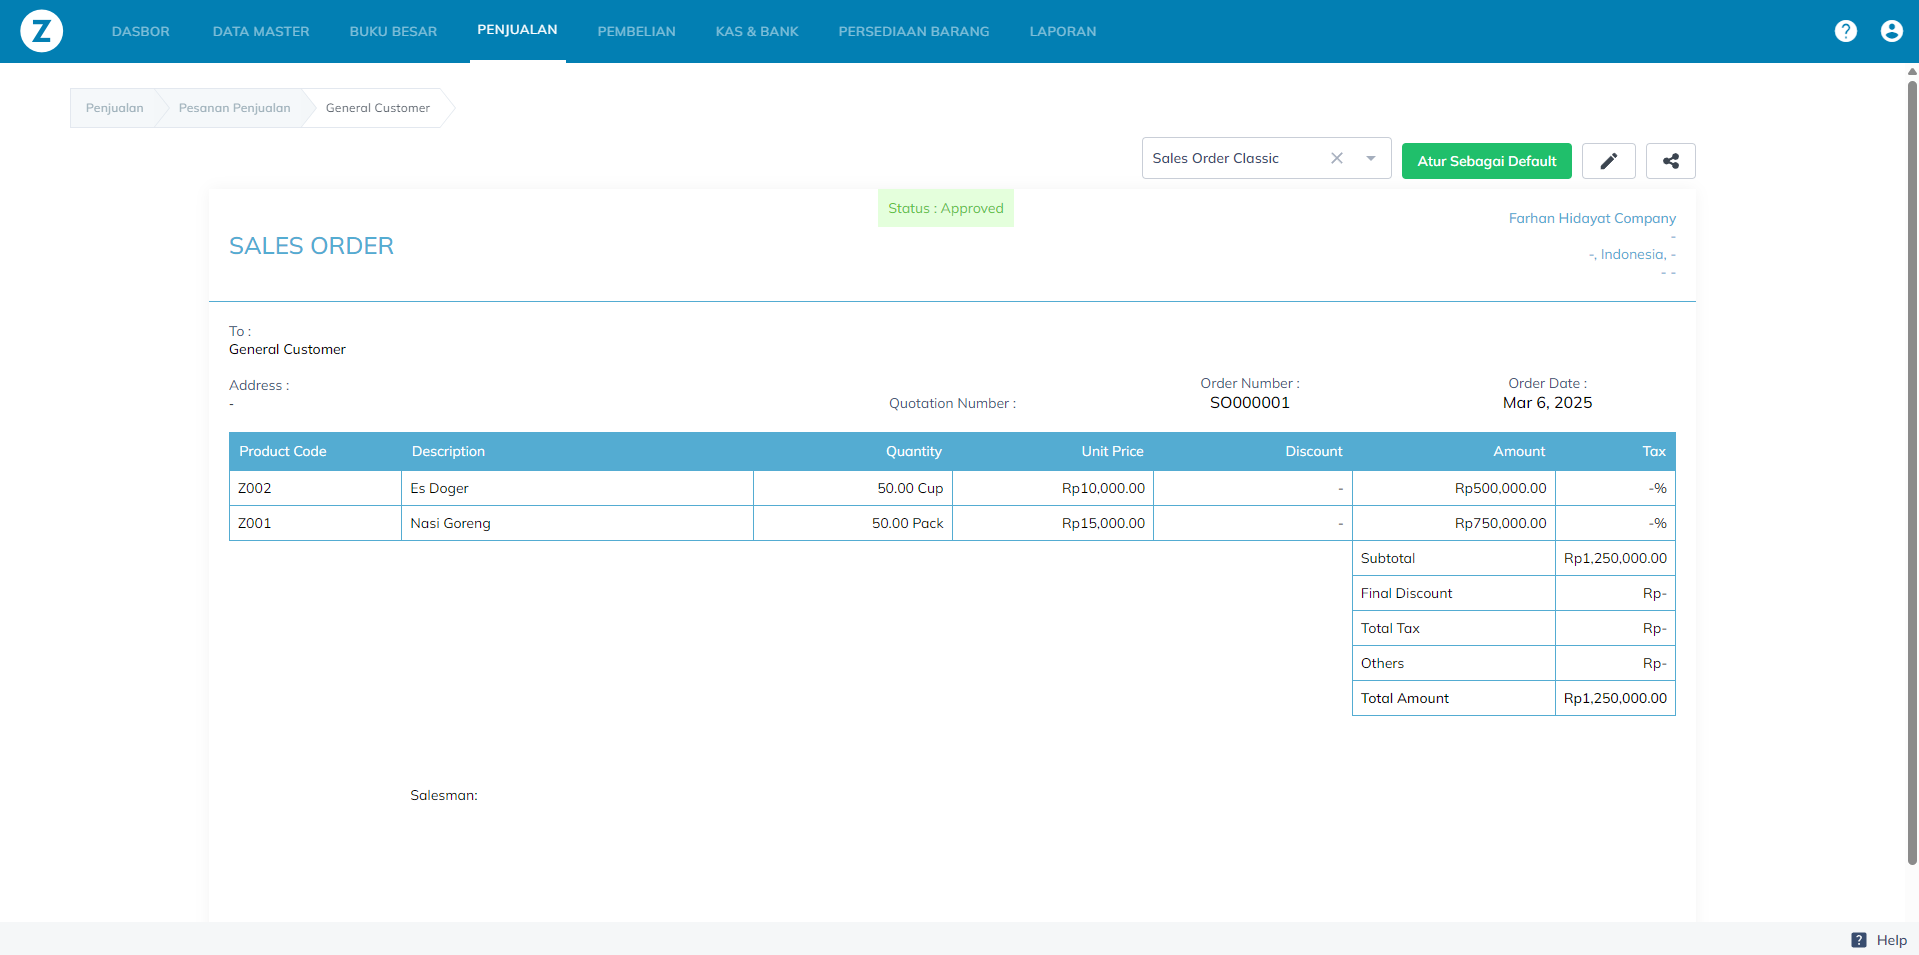 Z DASBOR DATA MASTER BUKU BESAR PENJUALAN PEMBELIAN KAS & BANK PERSEDIAAN BARANG LAPORAN ?
Penjualan Pesanan Penjualan General Customer
Sales Order Classic Atur Sebagai Default
Status : Approved
Farhan Hidayat Company
-
-, Indonesia, -
- -
SALES ORDER
To :
General Customer
Address :
-
Quotation Number :
Order Number :
SO000001
Order Date :
Mar 6, 2025
Product Code Description Quantity Unit Price Discount Amount Tax
Z002 Es Doger 50.00 Cup Rp10,000.00 - Rp500,000.00 -%
Z001 Nasi Goreng 50.00 Pack Rp15,000.00 - Rp750,000.00 -%
Subtotal Rp1,250,000.00
Final Discount Rp-
Total Tax Rp-
Others Rp-
Total Amount Rp1,250,000.00
Salesman:
? Help